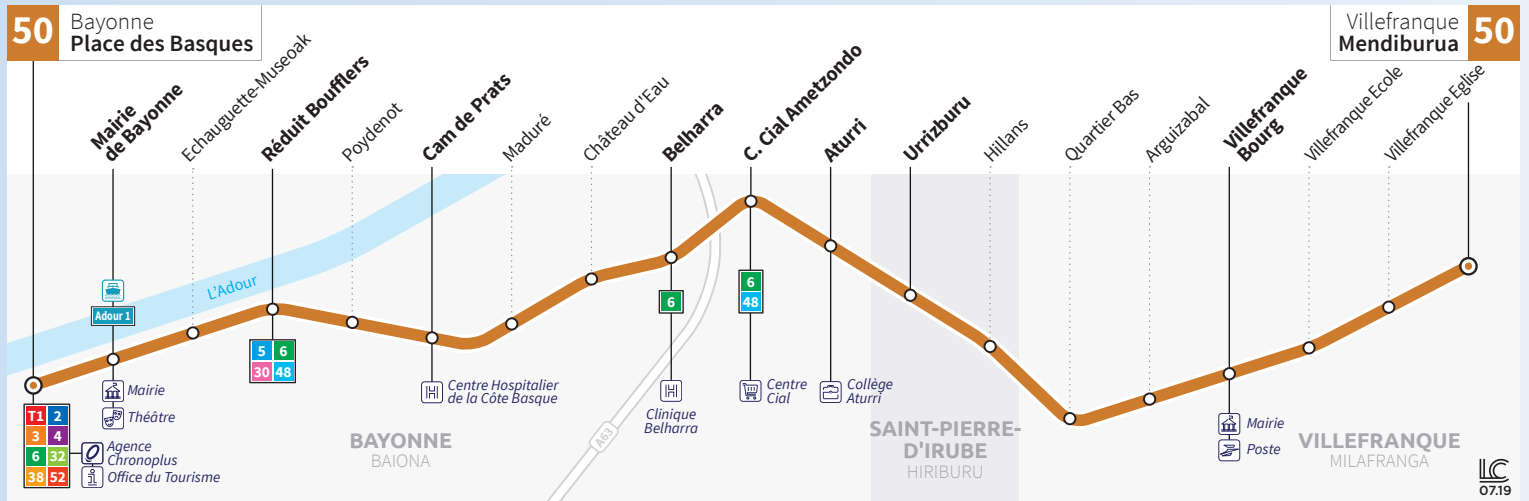 50
Bayonne
Place des Basques
Villefranque
Mendiburua
50
Mairie
de Bayonne
Echauguette-Museoak
Réduit Boufflers
Poydenot
Cam de Prats
Maduré
Château d'Eau
Belharra
C. Cial Ametzondo
Aturri
Urrizburu
Hillans
Quartier Bas
Arguizabal
Villefranque
Bourg
Villefranque Ecole
Villefranque Eglise
L'Adour
Adour 1
5 6
30 48
6
6
48
Mairie
Théâtre
T1 2
3 4
6 32
38 52
Agence
Chronoplus
Office du Tourisme
H Centre Hospitalier
de la Côte Basque
H
Clinique
Belharra
Centre
Cial
Collège
Aturri
A63
Mairie
Poste
BAYONNE
BAIONA
SAINT-PIERRE-
D'IRUBE
HIRIBURU
VILLEFRANQUE
MILAFRANGA
LC
07.19